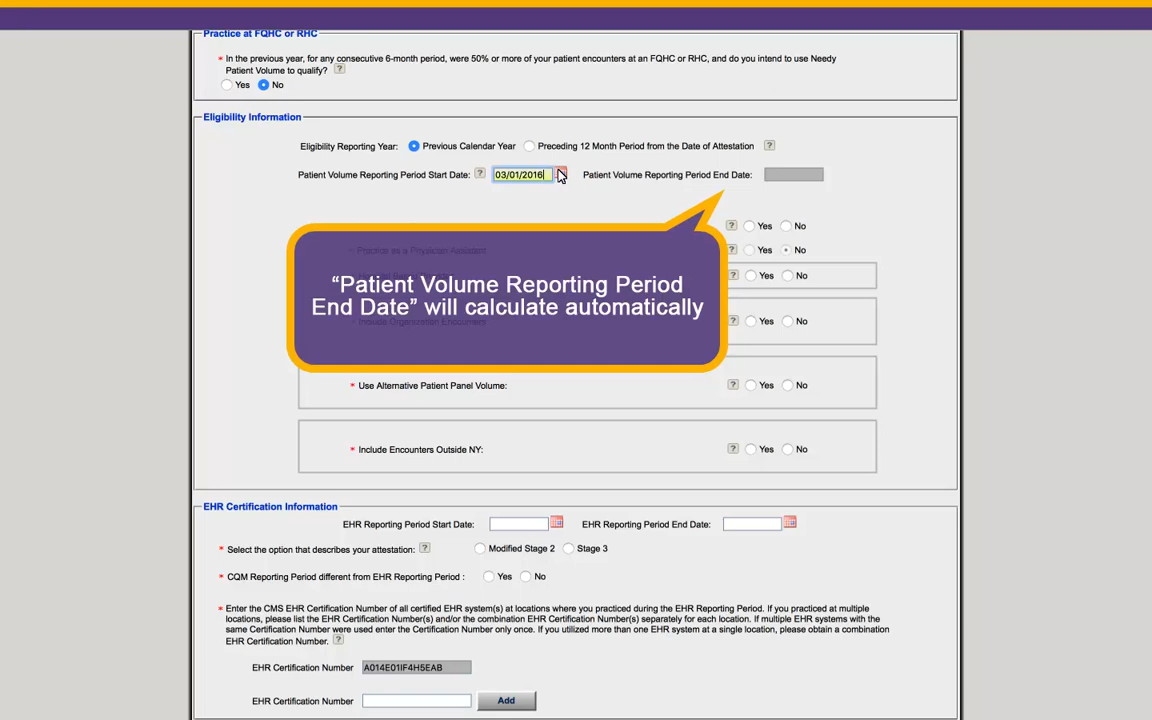 Practice at FQHC or RHC
* In the previous year, for any consecutive 6-month period, were 50% or more of your patient encounters at an FQHC or RHC, and do you intend to use Needy
Patient Volume to qualify? ?
Yes No
Eligibility Information
Eligibility Reporting Year: Previous Calendar Year Preceding 12 Month Period from the Date of Attestation ?
Patient Volume Reporting Period Start Date: ? 03/01/2016 Patient Volume Reporting Period End Date:
? Yes No
Practice as a Physician Assistant ? Yes No
? Yes No
“Patient Volume Reporting Period
End Date” will calculate automatically
* Include Organization Encounters ? Yes No
* Use Alternative Patient Panel Volume: ? Yes No
* Include Encounters Outside NY: ? Yes No
EHR Certification Information
EHR Reporting Period Start Date: EHR Reporting Period End Date:
* Select the option that describes your attestation: ? Modified Stage 2 Stage 3
* CQM Reporting Period different from EHR Reporting Period : Yes No
* Enter the CMS EHR Certification Number of all certified EHR system(s) at locations where you practiced during the EHR Reporting Period. If you practiced at multiple
locations, please list the EHR Certification Number(s) and/or the combination EHR Certification Number(s) separately for each location. If multiple EHR systems with the
same Certification Number were used enter the Certification Number only once. If you utilized more than one EHR system at a single location, please obtain a combination
EHR Certification Number. ?
EHR Certification Number A014E01IF4H5EAB
EHR Certification Number Add